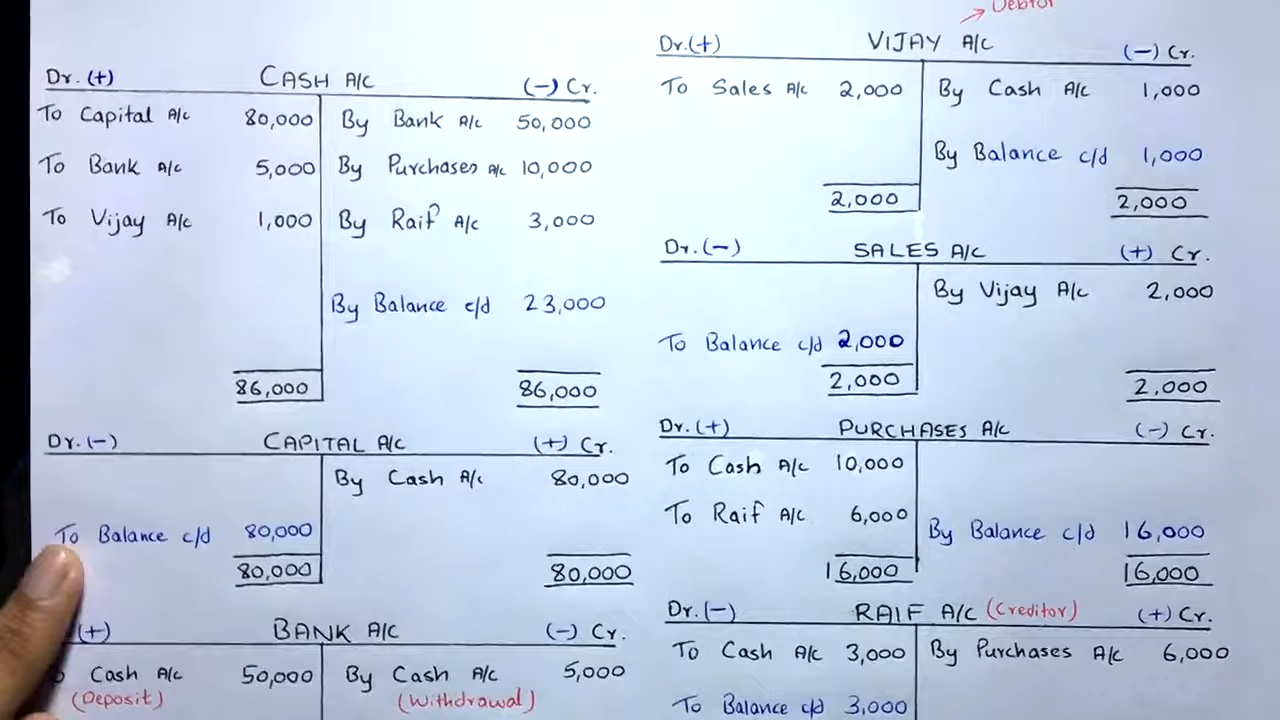 Dr. (+) CASH A/c (-) Cr.
To Capital A/c 80,000 By Bank A/c 50,000
To Bank A/c 5,000 By Purchases A/c 10,000
To Vijay A/c 1,000 By Raif A/c 3,000
By Balance c/d 23,000
86,000 86,000
Dr. (-) CAPITAL A/c (+) Cr.
By Cash A/c 80,000
To Balance c/d 80,000
80,000 80,000
(+) BANK A/c (-) Cr.
Cash A/c 50,000 By Cash A/c 5,000
(Deposit) (Withdrawal)
Debtor
Dr. (+) VIJAY A/c (-) Cr.
To Sales A/c 2,000 By Cash A/c 1,000
By Balance c/d 1,000
2,000 2,000
Dr. (-) SALES A/c (+) Cr.
By Vijay A/c 2,000
To Balance c/d 2,000
2,000 2,000
Dr. (+) PURCHASES A/c (-) Cr.
To Cash A/c 10,000
To Raif A/c 6,000 By Balance c/d 16,000
16,000 16,000
Dr. (-) RAIF A/c (Creditor) (+) Cr.
To Cash A/c 3,000 By Purchases A/c 6,000
To Balance c/d 3,000